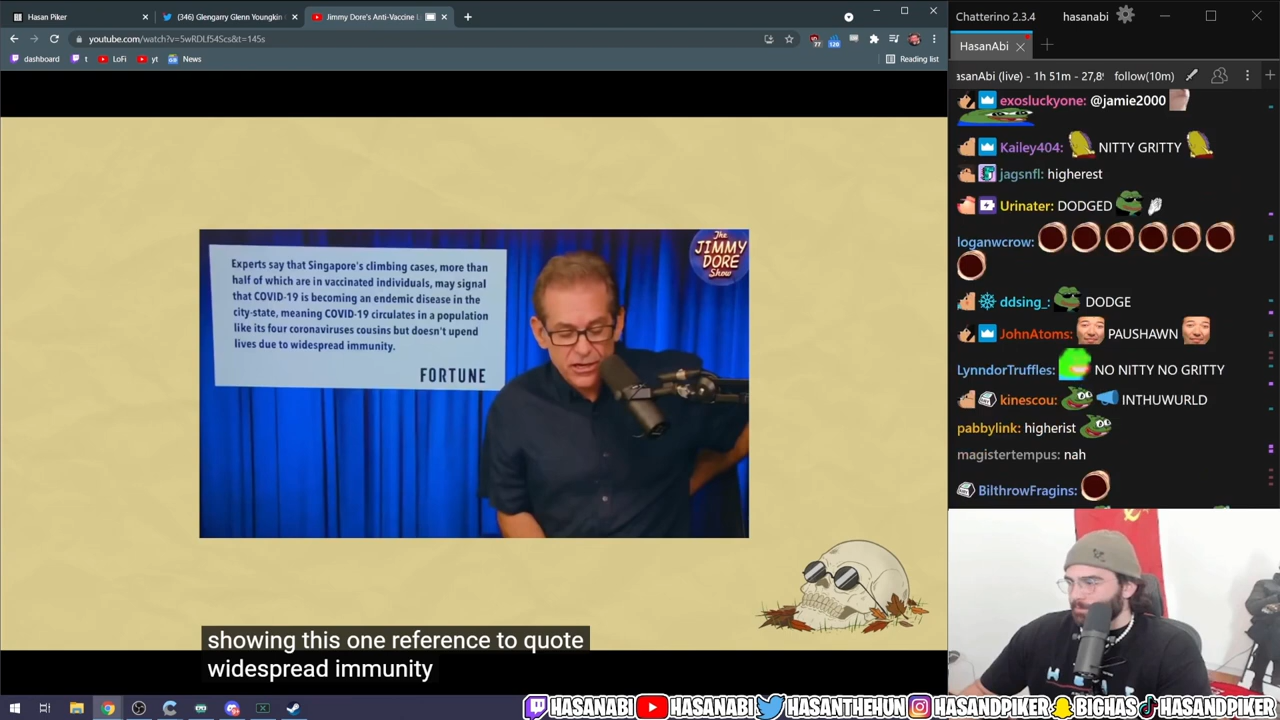 Hasan Piker
(346) Glengarry Glenn Youngkin
Jimmy Dore's Anti-Vaccine
youtube.com/watch?v=5wRDLf54Scs&t=145s
77
120
dashboard
t
LoFi
yt
News
Reading list
Experts say that Singapore's climbing cases, more than
half of which are in vaccinated individuals, may signal
that COVID-19 is becoming an endemic disease in the
city-state, meaning COVID-19 circulates in a population
like its four coronaviruses cousins but doesn't upend
lives due to widespread immunity.
FORTUNE
The
JIMMY
DORE
Show
showing this one reference to quote
widespread immunity
Chatterino 2.3.4
hasanabi
HasanAbi
asanAbi (live) - 1h 51m - 27,8
follow(10m)
exosluckyone: @jamie2000
Kailey404: NITTY GRITTY
jagsnfl: higherest
Urinater: DODGED
loganwcrow:
ddsing_: DODGE
JohnAtoms: PAUSHAWN
LynndorTruffles: NO NITTY NO GRITTY
kinescou: INTHUWURLD
pabbylink: higherist
magistertempus: nah
BilthrowFragins:
HASANABI HASANABI HASANTHEHUN HASANDPIKER BIGHAS HASANDPIKER